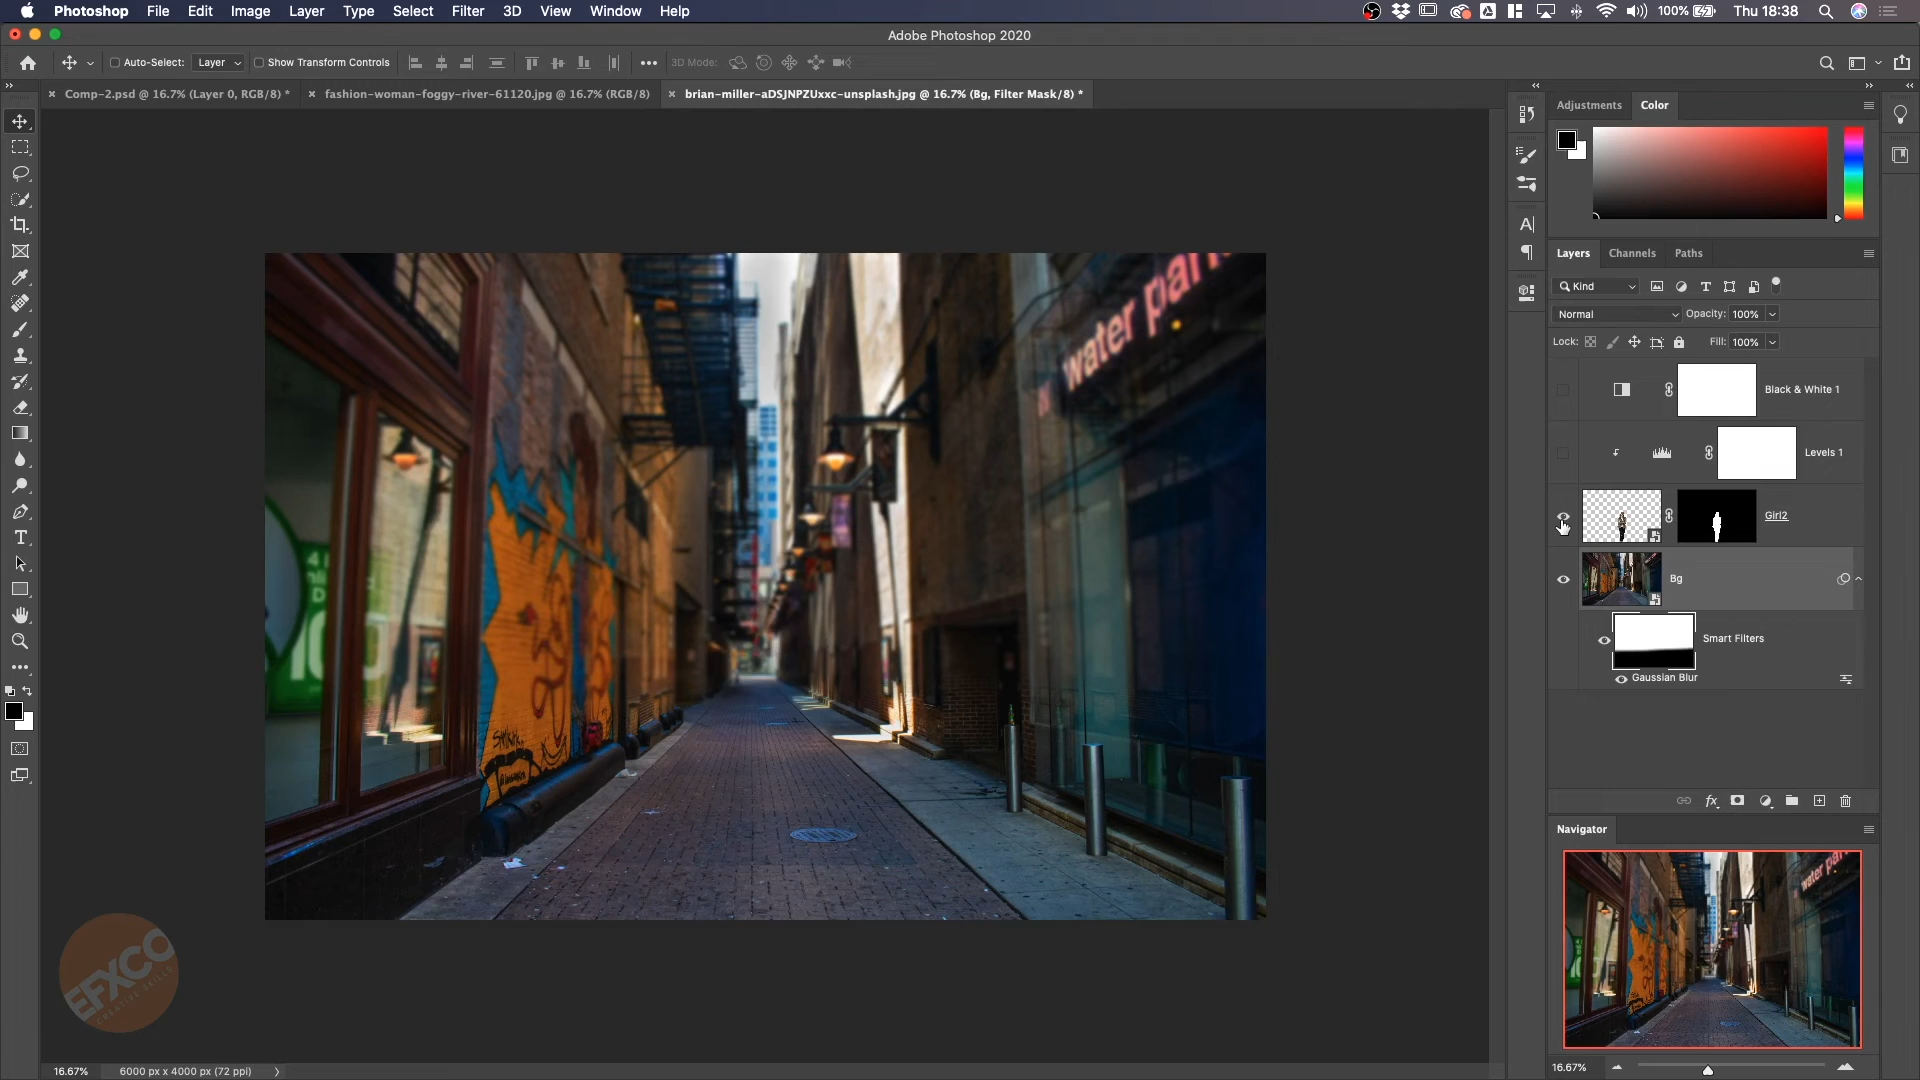 Photoshop File Edit Image Layer Type Select Filter 3D View Window Help 100% Thu 18:38
Adobe Photoshop 2020
Auto-Select: Layer Show Transform Controls 3D Mode:
Comp-2.psd @ 16.7% (Layer 0, RGB/8) * fashion-woman-foggy-river-61120.jpg @ 16.7% (RGB/8) brian-miller-aDSJNPZUxxc-unsplash.jpg @ 16.7% (Bg, Filter Mask/8) *
Adjustments Color
Layers Channels Paths
Kind
Normal Opacity: 100%
Lock: Fill: 100%
Black & White 1
Levels 1
Girl2
Bg
Smart Filters
Gaussian Blur
Navigator
water
EFXCO
CREATIVE SKILLS
16.67% 6000 px x 4000 px (72 ppi)
16.67%